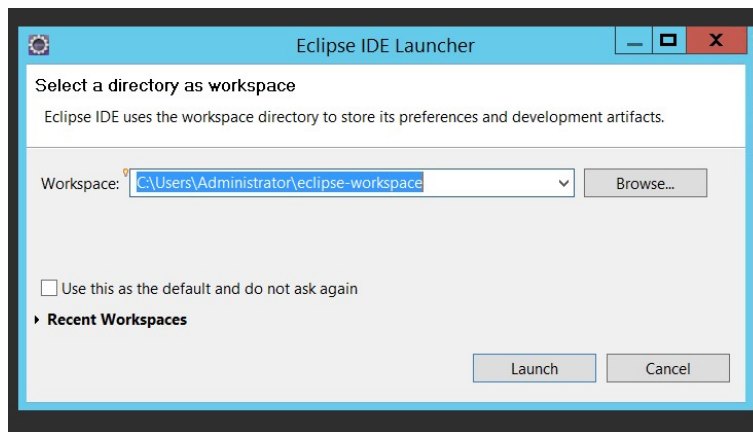 Eclipse IDE Launcher
Select a directory as workspace
Eclipse IDE uses the workspace directory to store its preferences and development artifacts.
Workspace: C:\Users\Administrator\eclipse-workspace Browse...
Use this as the default and do not ask again
Recent Workspaces
Launch Cancel